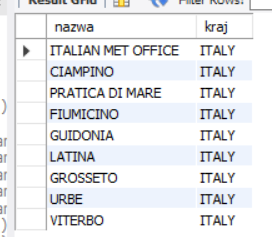 Result Grid Filter Rows:
nazwa kraj
ITALIAN MET OFFICE ITALY
CIAMPINO ITALY
PRATICA DI MARE ITALY
FIUMICINO ITALY
GUIDONIA ITALY
LATINA ITALY
GROSSETO ITALY
URBE ITALY
VITERBO ITALY